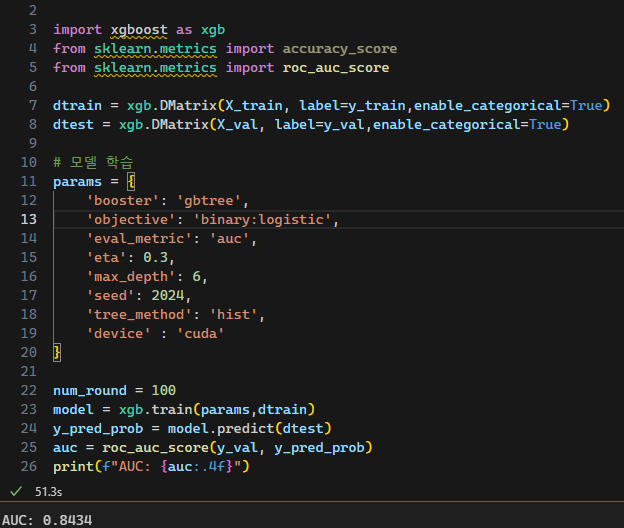 2
3 import xgboost as xgb
4 from sklearn.metrics import accuracy_score
5 from sklearn.metrics import roc_auc_score
6
7 dtrain = xgb.DMatrix(X_train, label=y_train,enable_categorical=True)
8 dtest = xgb.DMatrix(X_val, label=y_val,enable_categorical=True)
9
10 # 모델 학습
11 params = {
12     'booster': 'gbtree',
13     'objective': 'binary:logistic',
14     'eval_metric': 'auc',
15     'eta': 0.3,
16     'max_depth': 6,
17     'seed': 2024,
18     'tree_method': 'hist',
19     'device' : 'cuda'
20 }
21
22 num_round = 100
23 model = xgb.train(params,dtrain)
24 y_pred_prob = model.predict(dtest)
25 auc = roc_auc_score(y_val, y_pred_prob)
26 print(f"AUC: {auc:.4f}")
✓ 51.3s
AUC: 0.8434